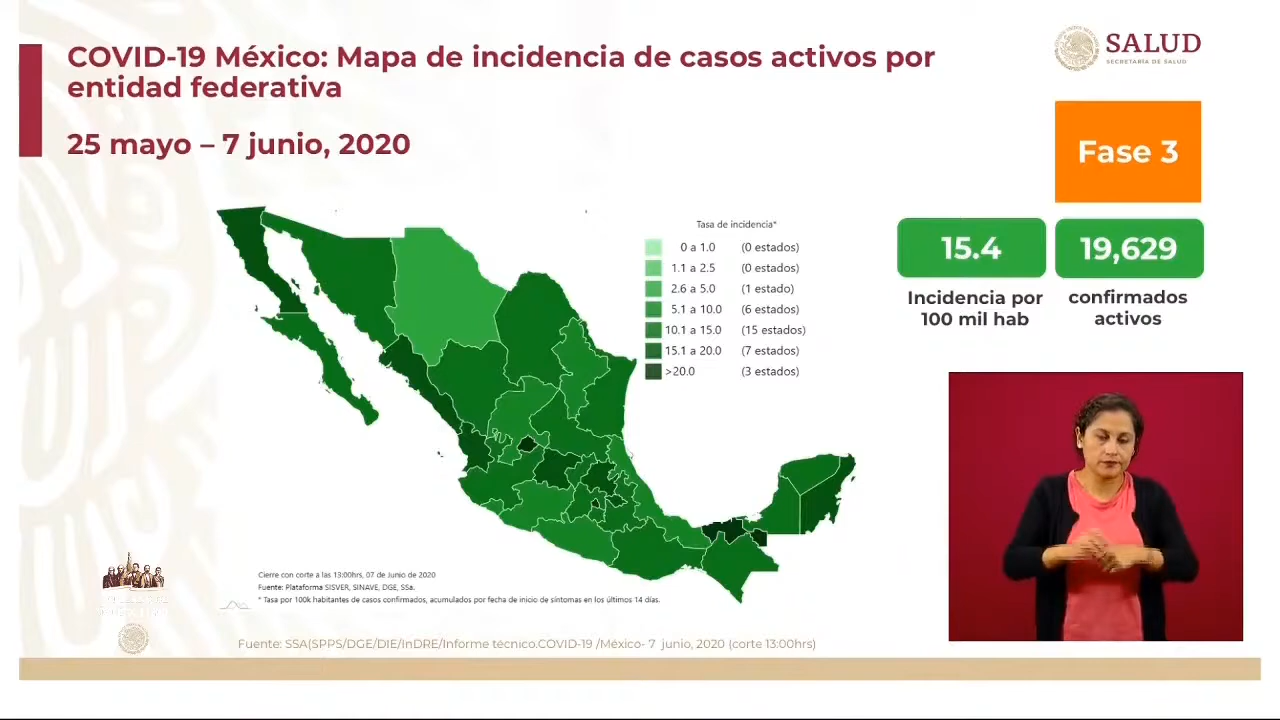 COVID-19 México: Mapa de incidencia de casos activos por
entidad federativa
25 mayo – 7 junio, 2020
SALUD
SECRETARÍA DE SALUD
Fase 3
15.4
Incidencia por
100 mil hab
19,629
confirmados
activos
Tasa de incidencia*
0 a 1.0 (0 estados)
1.1 a 2.5 (0 estados)
2.6 a 5.0 (1 estado)
5.1 a 10.0 (6 estados)
10.1 a 15.0 (15 estados)
15.1 a 20.0 (7 estados)
>20.0 (3 estados)
Cierre con corte a las 13:00hrs, 07 de Junio de 2020
Fuente: Plataforma SISVER, SINAVE, DGE, SSa.
* Tasa por 100k habitantes de casos confirmados, acumulados por fecha de inicio de síntomas en los últimos 14 días.
Fuente: SSA(SPPS/DGE/DIE/InDRE/Informe técnico.COVID-19 /México- 7 junio, 2020 (corte 13:00hrs)